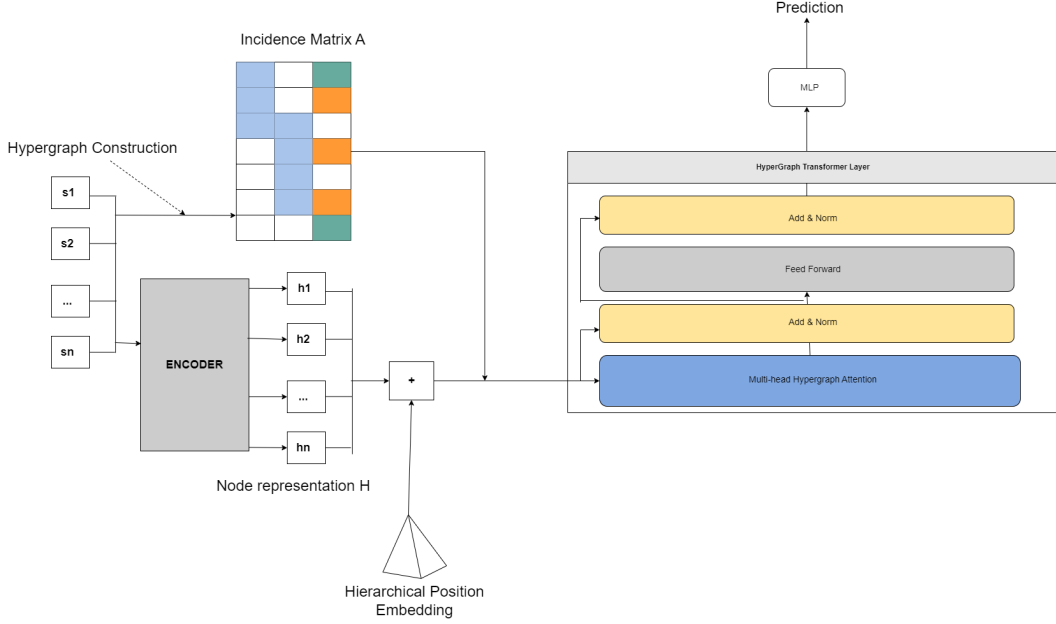 Prediction
Incidence Matrix A
MLP
Hypergraph Construction
HyperGraph Transformer Layer
s1
Add & Norm
s2
Feed Forward
h1
...
Add & Norm
h2
sn
ENCODER
+
Multi-head Hypergraph Attention
...
hn
Node representation H
Hierarchical Position
Embedding